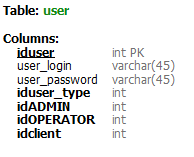 Table: user
Columns:
iduser int PK
user_login varchar(45)
user_password varchar(45)
iduser_type int
idADMIN int
idOPERATOR int
idclient int